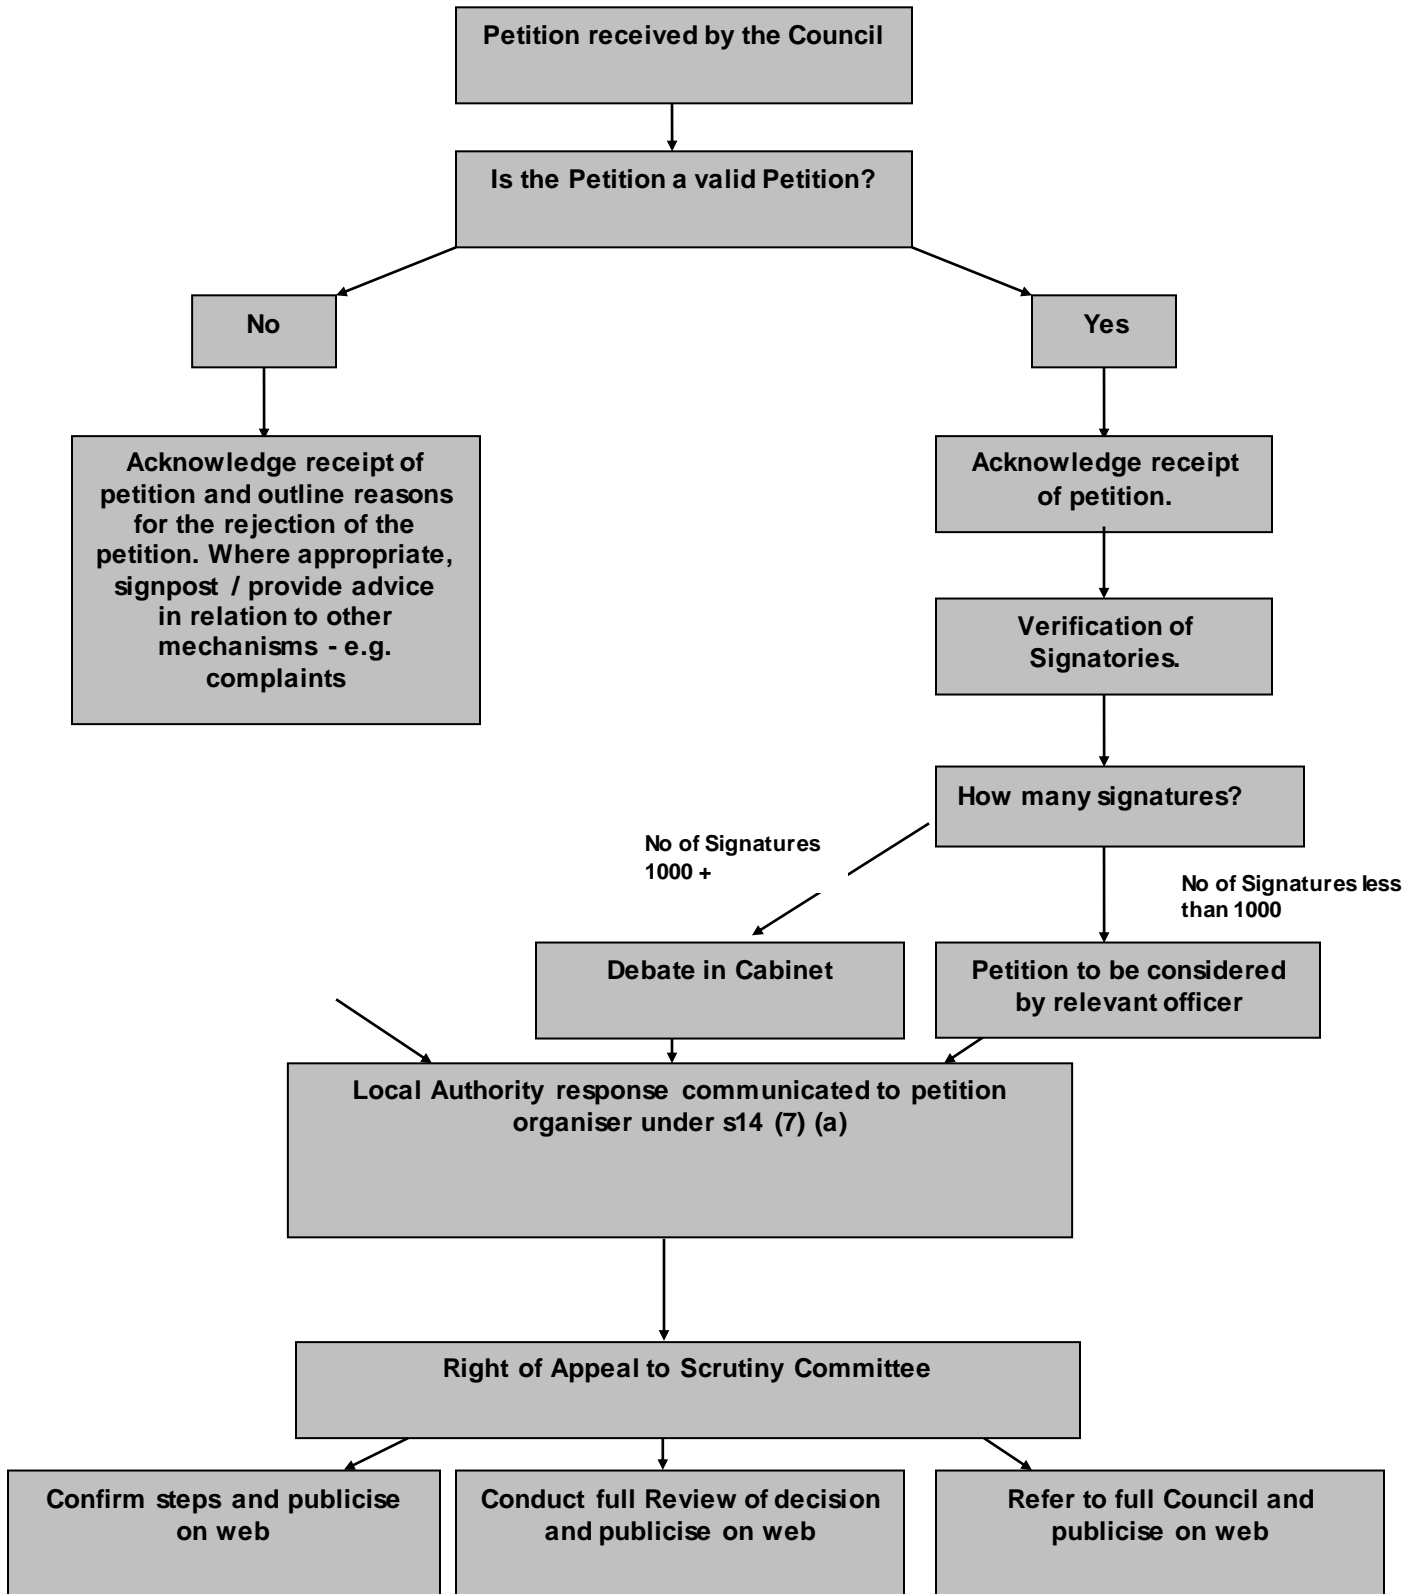 Petition received by the Council
Is the Petition a valid Petition?
No
Yes
Acknowledge receipt of
petition and outline reasons
for the rejection of the
petition. Where appropriate,
signpost / provide advice
in relation to other
mechanisms - e.g.
complaints
Acknowledge receipt
of petition.
Verification of
Signatories.
How many signatures?
No of Signatures
1000 +
No of Signatures less
than 1000
Debate in Cabinet
Petition to be considered
by relevant officer
Local Authority response communicated to petition
organiser under s14 (7) (a)
Right of Appeal to Scrutiny Committee
Confirm steps and publicise
on web
Conduct full Review of decision
and publicise on web
Refer to full Council and
publicise on web